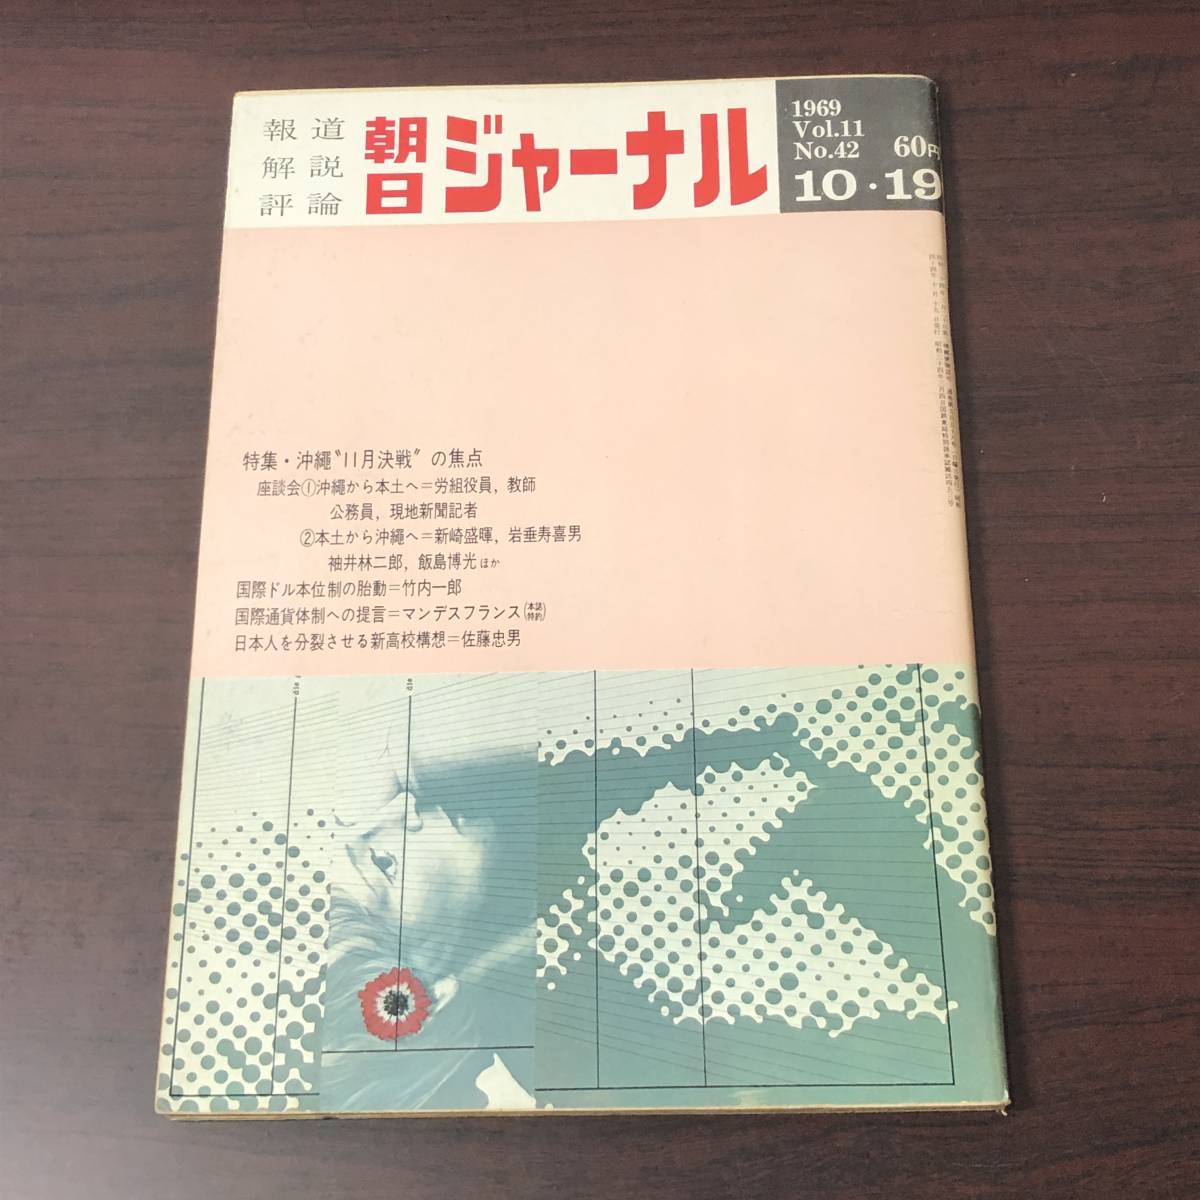 報道
解説
評論
朝日ジャーナル
1969
Vol.11
No.42 60円
10・19
特集・沖繩〝11月決戦〟の焦点
座談会①沖繩から本土へ＝労組役員，教師
公務員，現地新聞記者
②本土から沖繩へ＝新崎盛暉，岩垂寿喜男
袖井林二郎，飯島博光ほか
国際ドル本位制の胎動＝竹内一郎
国際通貨体制への提言＝マンデスフランス(本誌特約)
日本人を分裂させる新高校構想＝佐藤忠男
die
die